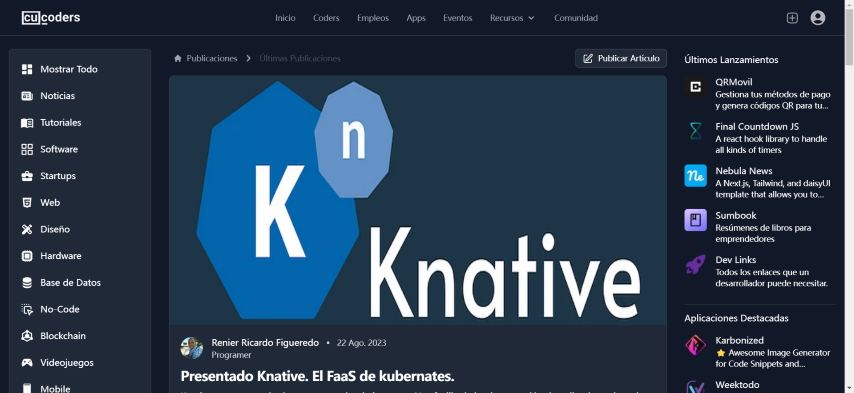 cu coders
Inicio Coders Empleos Apps Eventos Recursos Comunidad
Mostrar Todo
Noticias
Tutoriales
Software
Startups
Web
Diseño
Hardware
Base de Datos
No-Code
Blockchain
Videojuegos
Mobile
Publicaciones > Últimas Publicaciones
Publicar Artículo
K
n
Knative
Renier Ricardo Figueredo • 22 Ago. 2023
Programer
Presentado Knative. El FaaS de kubernates.
Últimos Lanzamientos
QRMovil
Gestiona tus métodos de pago
y genera códigos QR para tu...
Final Countdown JS
A react hook library to handle
all kinds of timers
Ne
Nebula News
A Next.js, Tailwind, and daisyUI
template that allows you to...
Sumbook
Resúmenes de libros para
emprendedores
Dev Links
Todos los enlaces que un
desarrollador puede necesitar.
Aplicaciones Destacadas
Karbonized
⭐ Awesome Image Generator
for Code Snippets and...
Weektodo